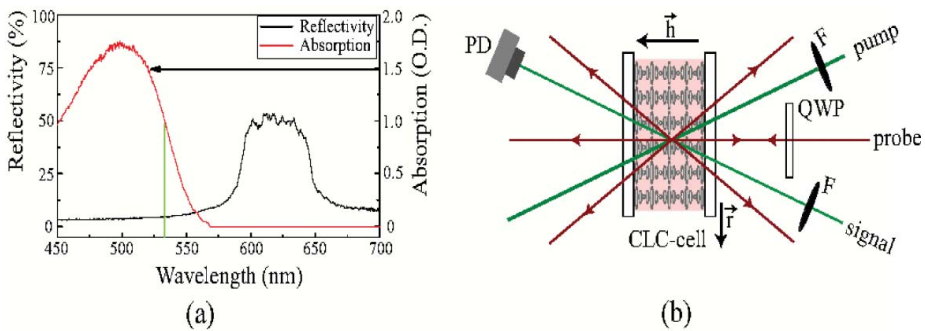 100
75
50
25
0
Reflectivity (%)
Reflectivity
Absorption
2.0
1.5
1.0
0.5
0
Absorption (O.D.)
450 500 550 600 650 700
Wavelength (nm)
(a)
PD
h
F
pump
QWP
probe
F
signal
r
CLC-cell
(b)